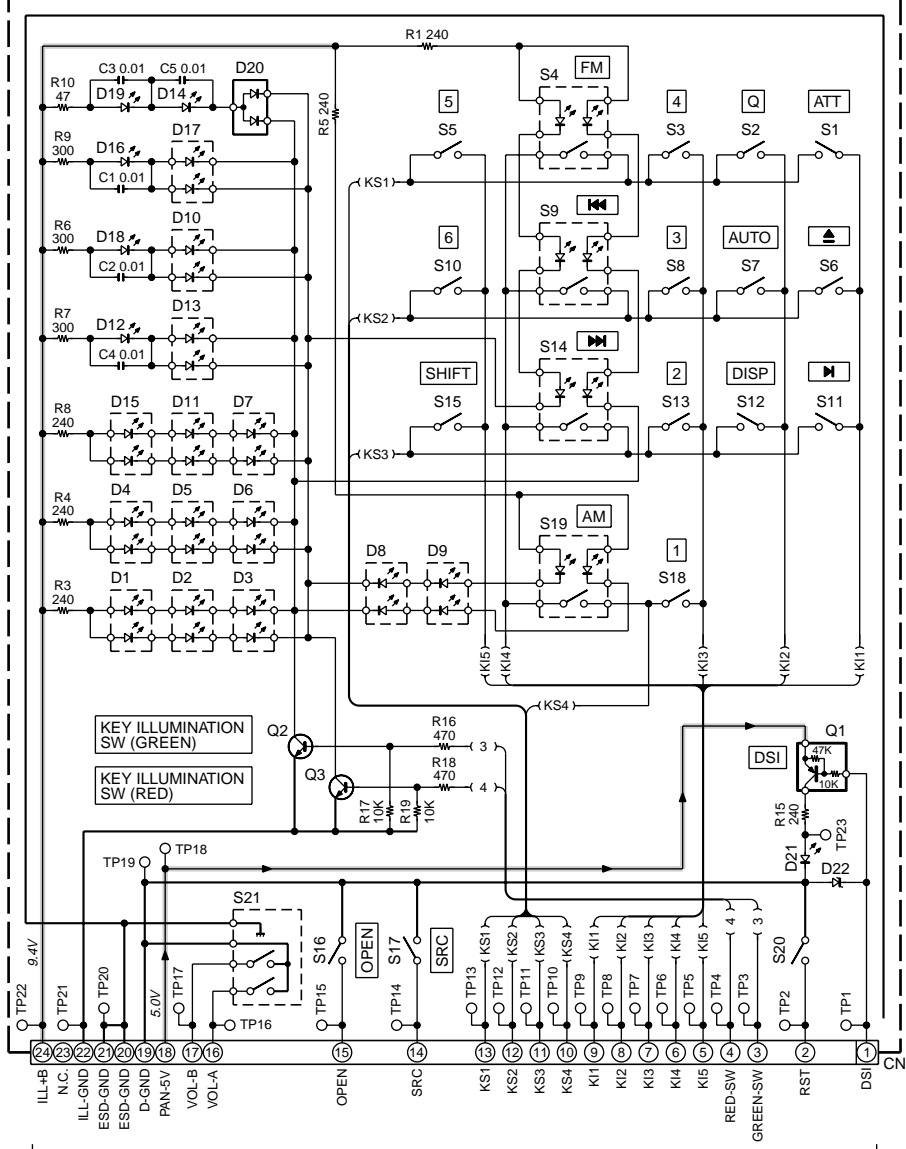 R1 240
C3 0.01 C5 0.01 D20
R10
47
D19 D14
R5 240
S4 FM
5 4 Q ATT
S5 S3 S2 S1
R9
300
D16 D17
C1 0.01
KS1
D10
R6
300
D18
C2 0.01
S9
6 3 AUTO
S10 S8 S7 S6
KS2
D13
R7
300
D12
C4 0.01
S14
SHIFT 2 DISP
S15 S13 S12 S11
R8
240
D15 D11 D7
KS3
R4
240
D4 D5 D6
S19 AM
1
S18
D8 D9
R3
240
D1 D2 D3
KI5 KI4 KI3 KI2 KI1
KS4
KEY ILLUMINATION
SW (GREEN)
Q2
R16
470
3
DSI
Q1
47K
10K
KEY ILLUMINATION
SW (RED)
Q3
R18
470
4
R17
10K
R19
10K
R15
240
TP23
TP19 TP18
D21
D22
S21
S16 OPEN
S17 SRC
KS1 KS2 KS3 KS4 KI1 KI2 KI3 KI4 KI5 4 3
S20
9.4V
5.0V
TP22 TP21 TP20 TP17 TP16 TP15 TP14 TP13 TP12 TP11 TP10 TP9 TP8 TP7 TP6 TP5 TP4 TP3 TP2 TP1
24 23 22 21 20 19 18 17 16 15 14 13 12 11 10 9 8 7 6 5 4 3 2 1
CN
ILL+B N.C. ILL-GND ESD-GND ESD-GND D-GND PAN-5V VOL-B VOL-A OPEN SRC KS1 KS2 KS3 KS4 KI1 KI2 KI3 KI4 KI5 RED-SW GREEN-SW RST DSI